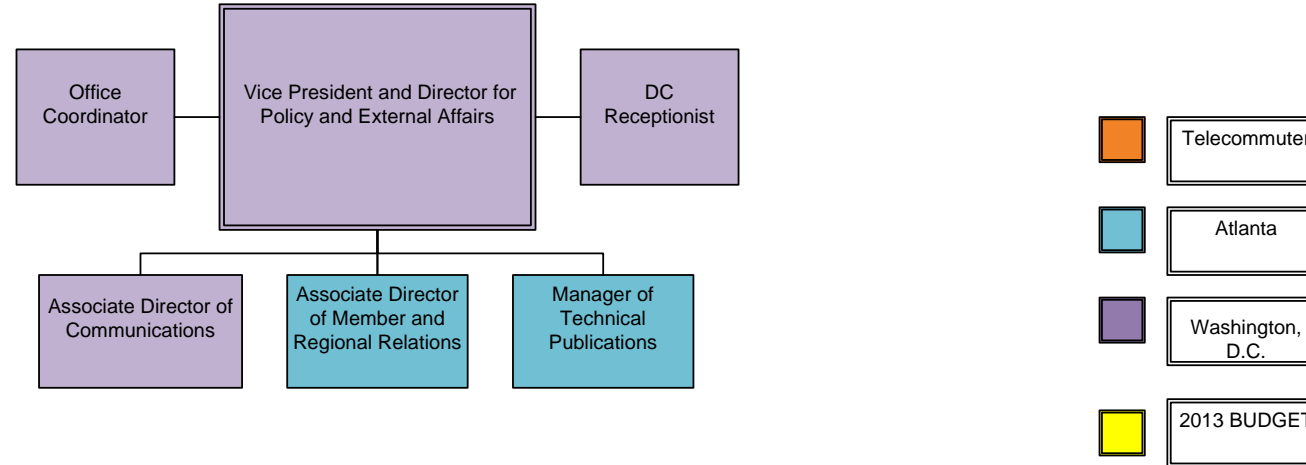 Office
Coordinator
Vice President and Director for
Policy and External Affairs
DC
Receptionist
Associate Director of
Communications
Associate Director
of Member and
Regional Relations
Manager of
Technical
Publications
Telecommuter
Atlanta
Washington,
D.C.
2013 BUDGET